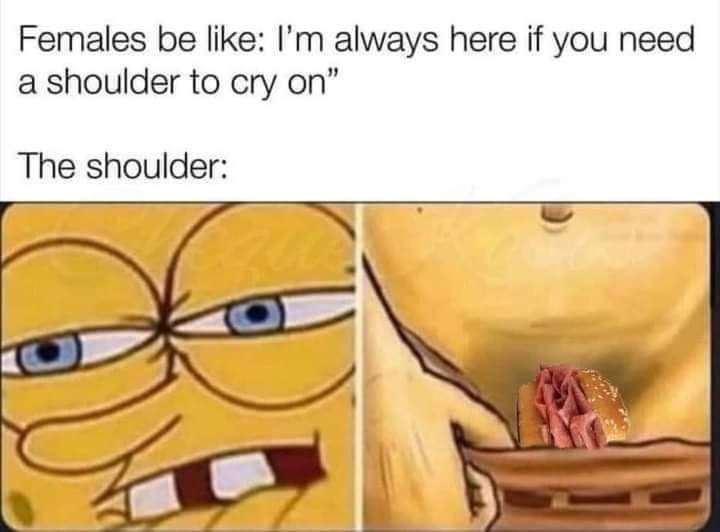 Females be like: I’m always here if you need
a shoulder to cry on”
The shoulder: